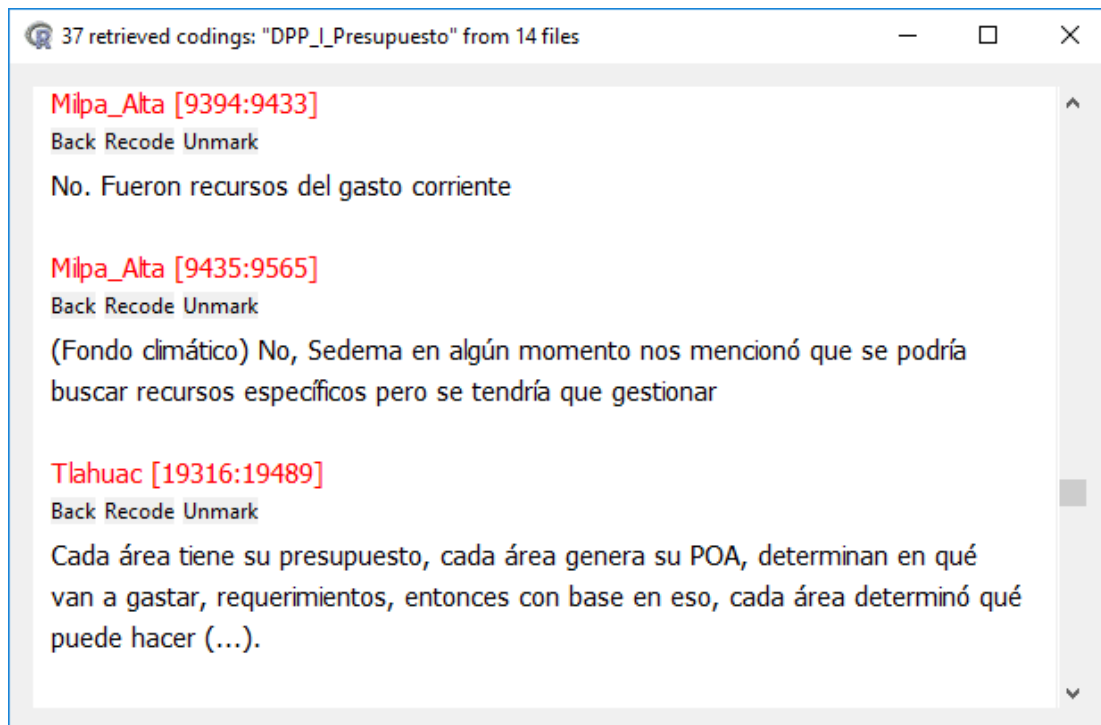 37 retrieved codings: "DPP_I_Presupuesto" from 14 files
Milpa_Alta [9394:9433]
Back Recode Unmark
No. Fueron recursos del gasto corriente
Milpa_Alta [9435:9565]
Back Recode Unmark
(Fondo climático) No, Sedema en algún momento nos mencionó que se podría
buscar recursos específicos pero se tendría que gestionar
Tlahuac [19316:19489]
Back Recode Unmark
Cada área tiene su presupuesto, cada área genera su POA, determinan en qué
van a gastar, requerimientos, entonces con base en eso, cada área determinó qué
puede hacer (...).